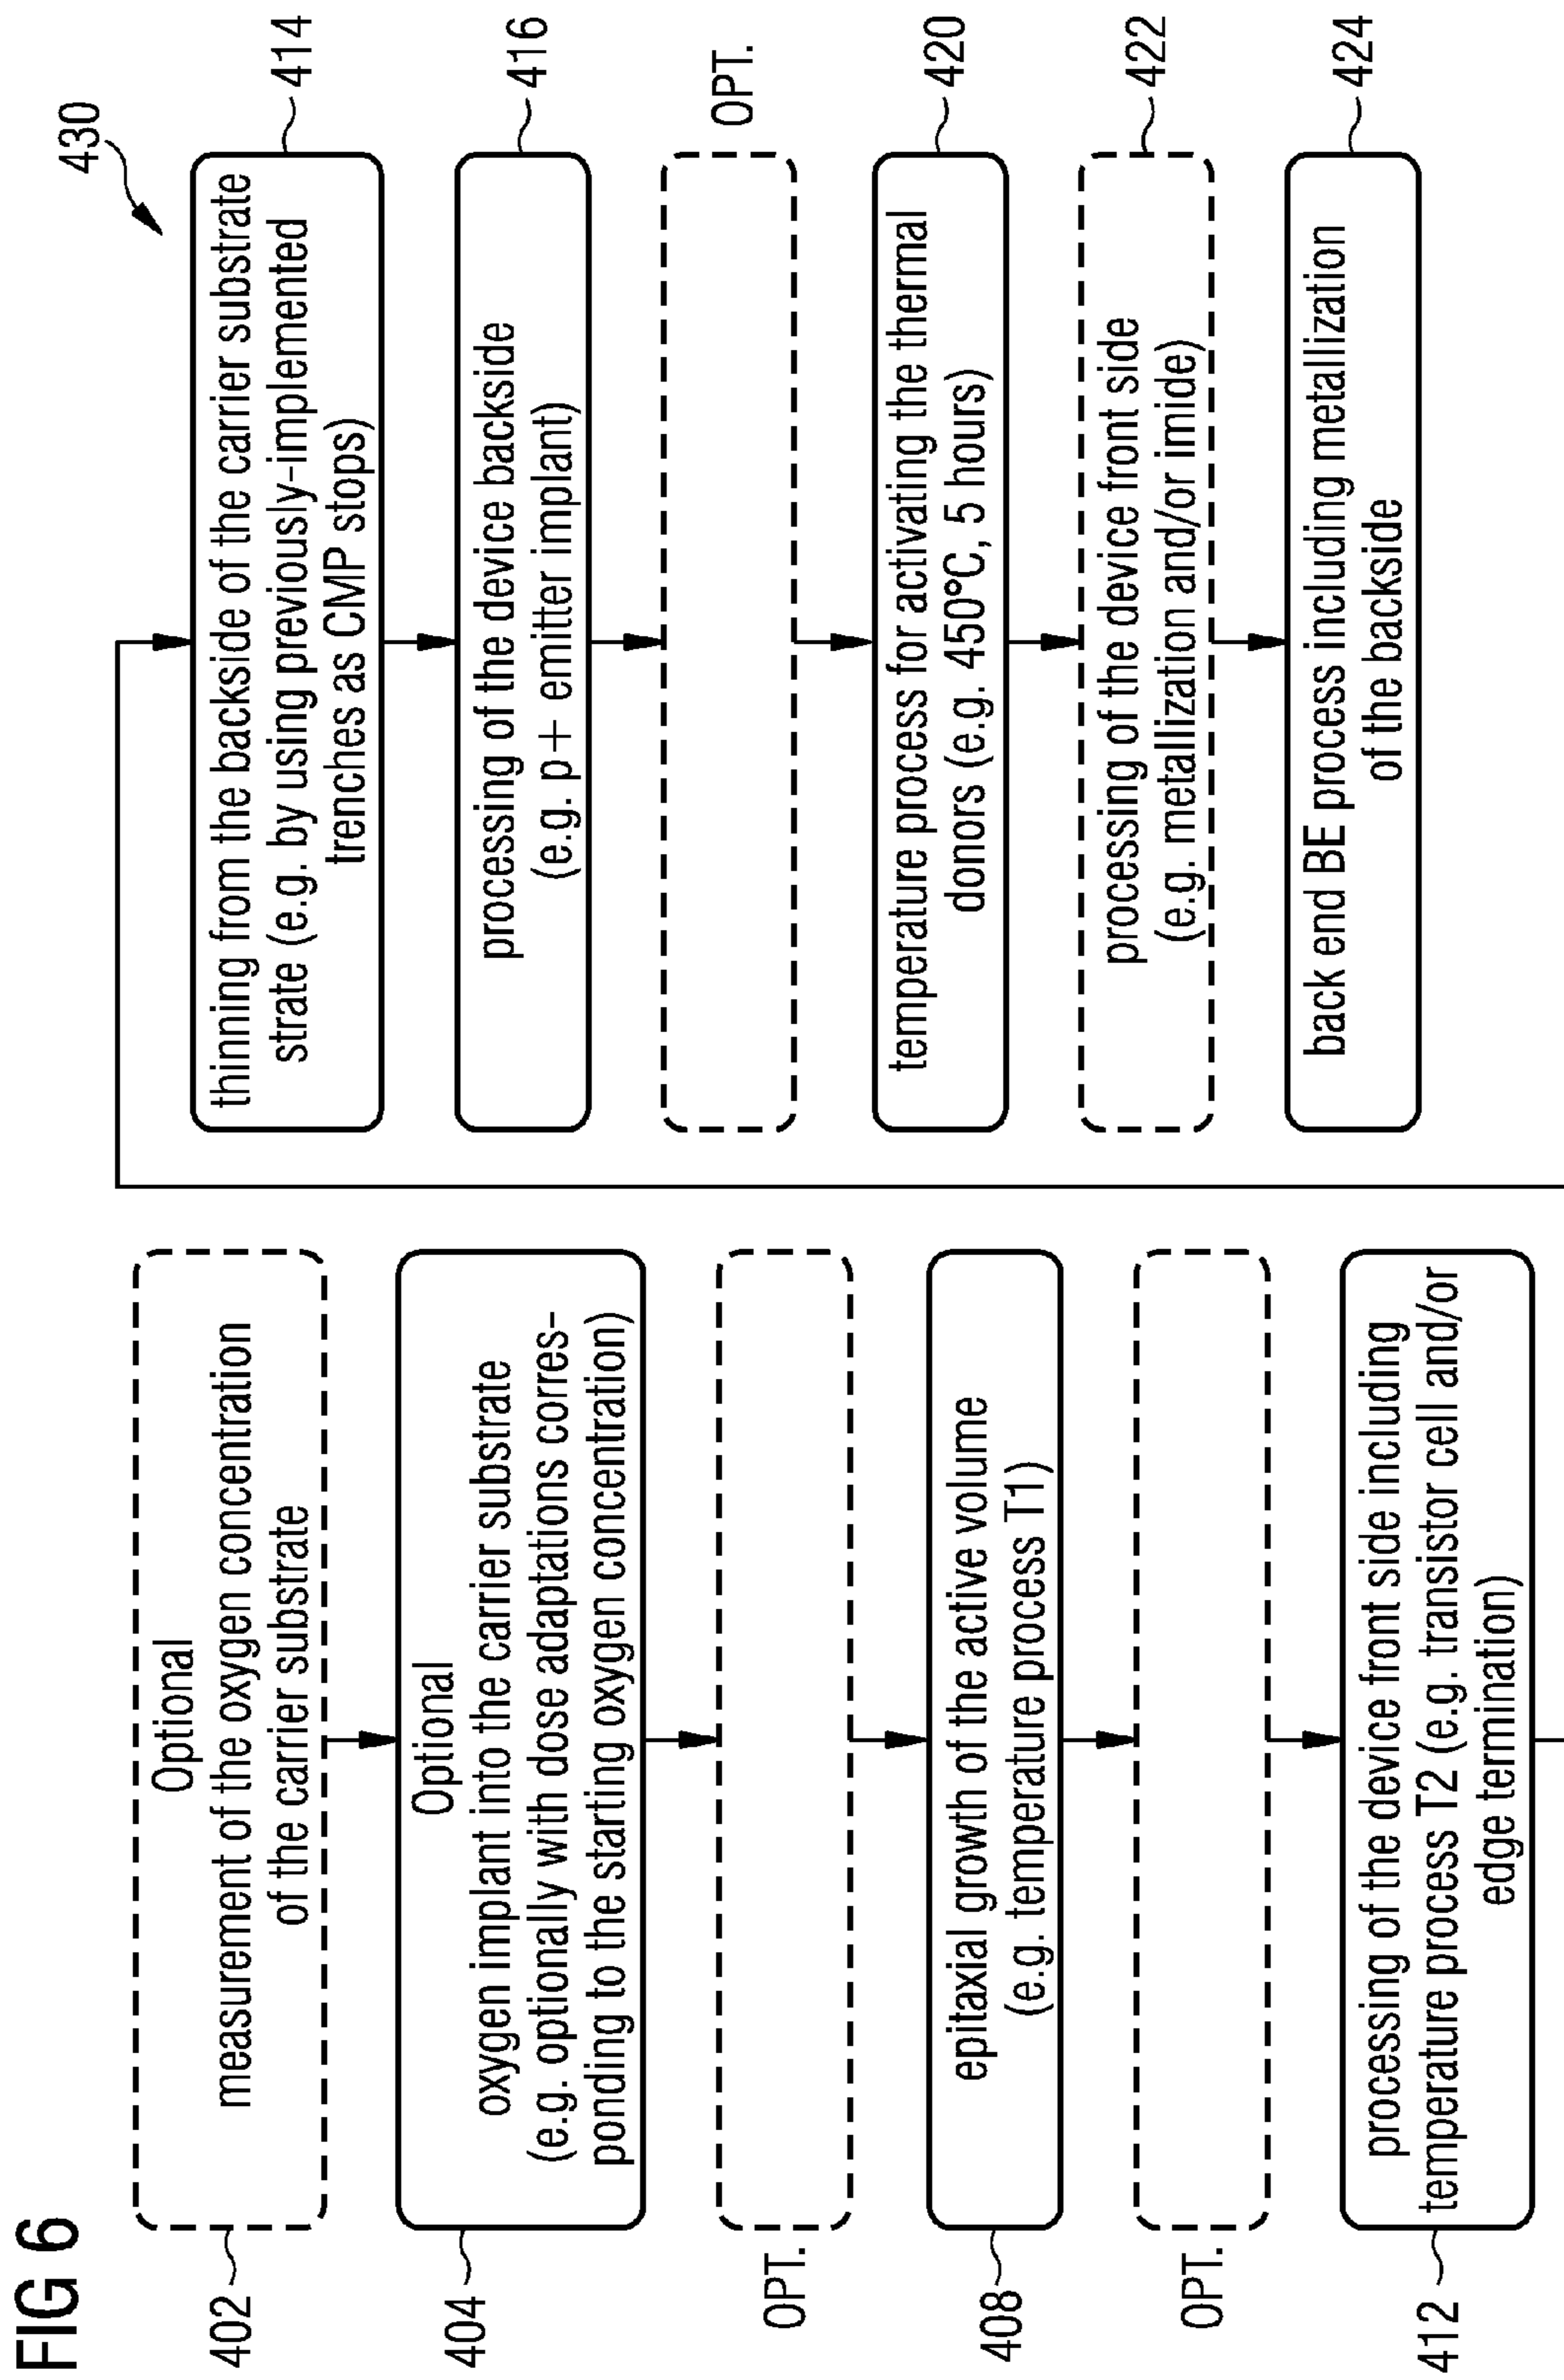 FIG 6
402
Optional
measurement of the oxygen concentration
of the carrier substrate
404
Optional
oxygen implant into the carrier substrate
(e.g. optionally with dose adaptations corres-
ponding to the starting oxygen concentration)
OPT.
408
epitaxial growth of the active volume
(e.g. temperature process T1)
OPT.
412
processing of the device front side including
temperature process T2 (e.g. transistor cell and/or
edge termination)
430
414
thinning from the backside of the carrier substrate
strate (e.g. by using previously-implemented
trenches as CMP stops)
416
processing of the device backside
(e.g. p+ emitter implant)
OPT.
420
temperature process for activating the thermal
donors (e.g. 450°C, 5 hours)
422
processing of the device front side
(e.g. metallization and/or imide)
424
back end BE process including metallization
of the backside